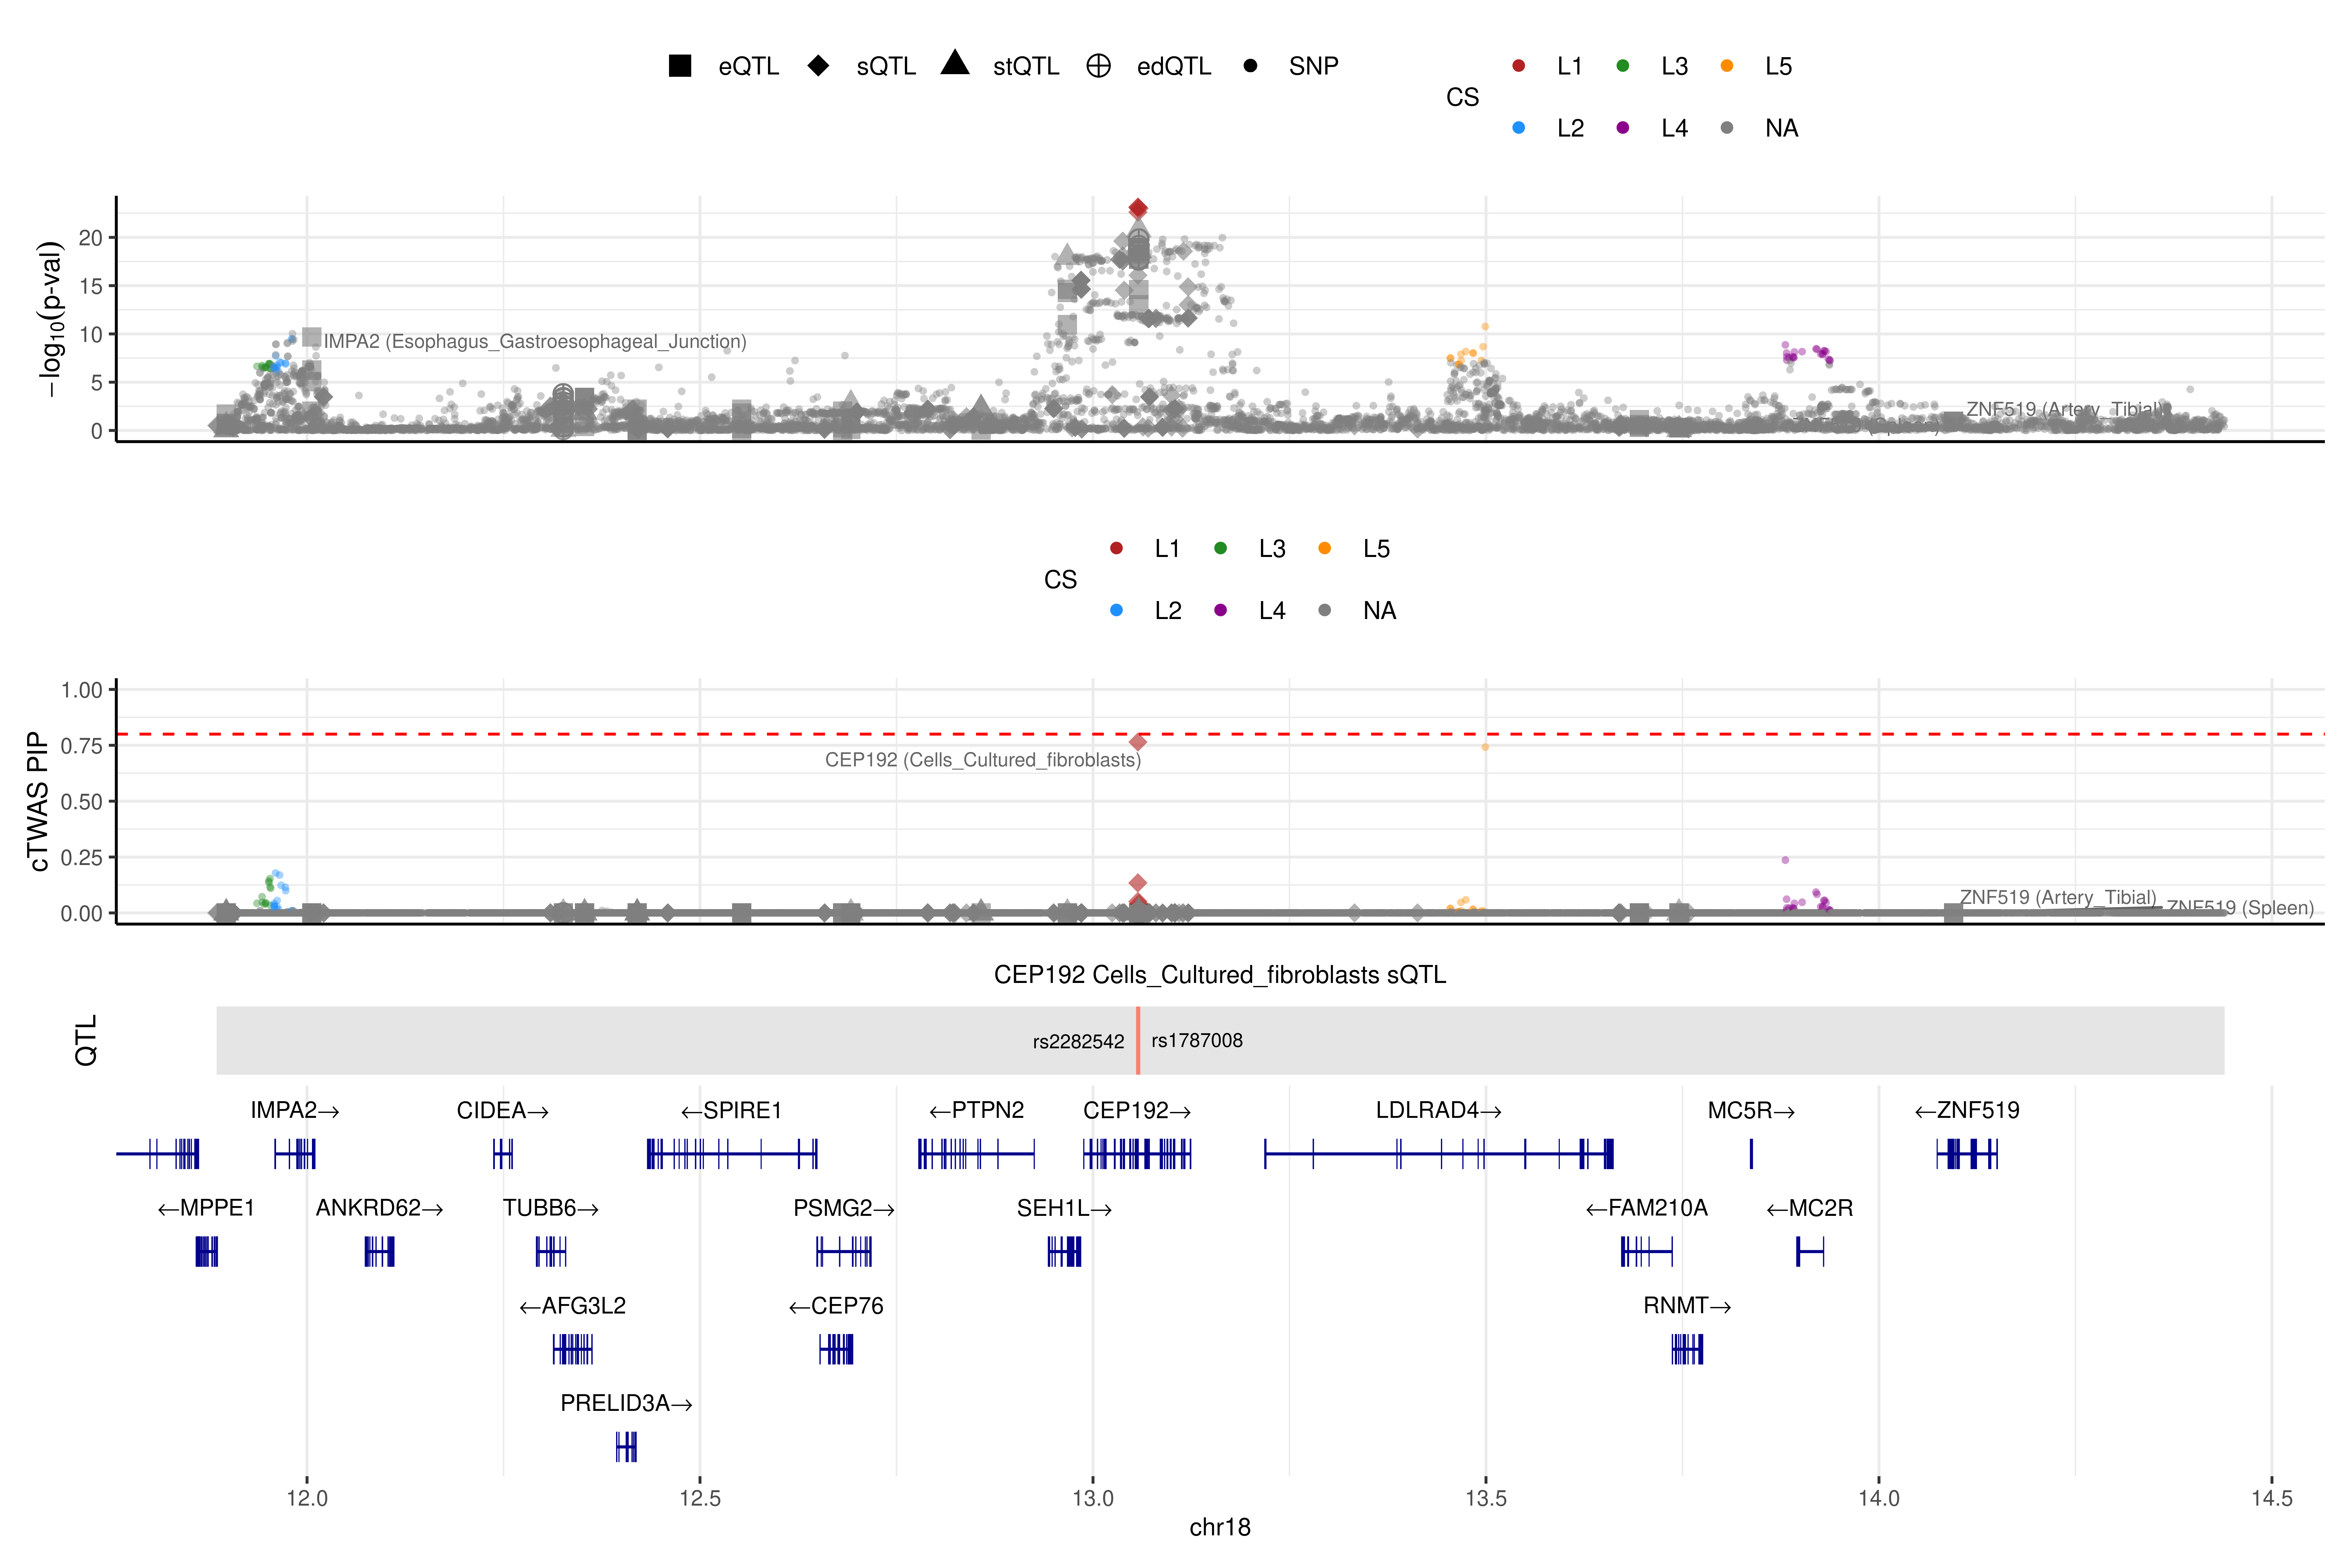 eQTL sQTL stQTL edQTL SNP
CS
L1 L3 L5
L2 L4 NA
−log10(p-val)
20
15
10
5
0
IMPA2 (Esophagus_Gastroesophageal_Junction)
ZNF519 (Artery_Tibial)
CS
L1 L3 L5
L2 L4 NA
cTWAS PIP
1.00
0.75
0.50
0.25
0.00
CEP192 (Cells_Cultured_fibroblasts)
ZNF519 (Artery_Tibial)
ZNF519 (Spleen)
CEP192 Cells_Cultured_fibroblasts sQTL
QTL
rs2282542 rs1787008
IMPA2→ CIDEA→ ←SPIRE1 ←PTPN2 CEP192→ LDLRAD4→ MC5R→ ←ZNF519
←MPPE1 ANKRD62→ TUBB6→ PSMG2→ SEH1L→ ←FAM210A ←MC2R
←AFG3L2 ←CEP76 RNMT→
PRELID3A→
12.0 12.5 13.0 13.5 14.0 14.5
chr18